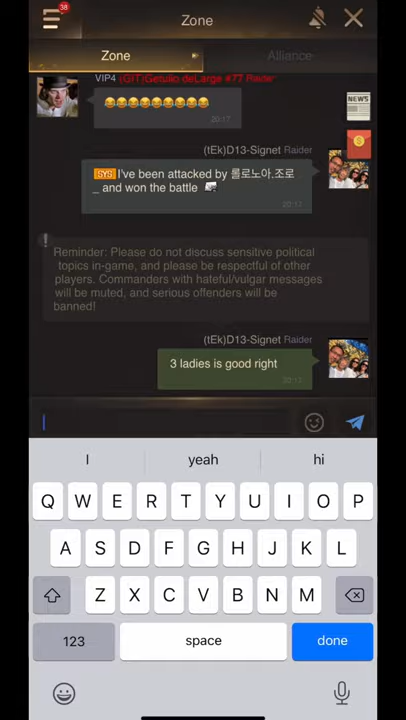 38
Zone
Zone
Alliance
VIP4 (GIT)Getulio deLarge #77 Raider
20:17
NEWS
(tEk)D13-Signet Raider
SYS I've been attacked by 롤로노아.조로
_ and won the battle
20:17
Reminder: Please do not discuss sensitive political
topics in-game, and please be respectful of other
players. Commanders with hateful/vulgar messages
will be muted, and serious offenders will be
banned!
(tEk)D13-Signet Raider
3 ladies is good right
20:17
I yeah hi
Q W E R T Y U I O P
A S D F G H J K L
Z X C V B N M
123 space done